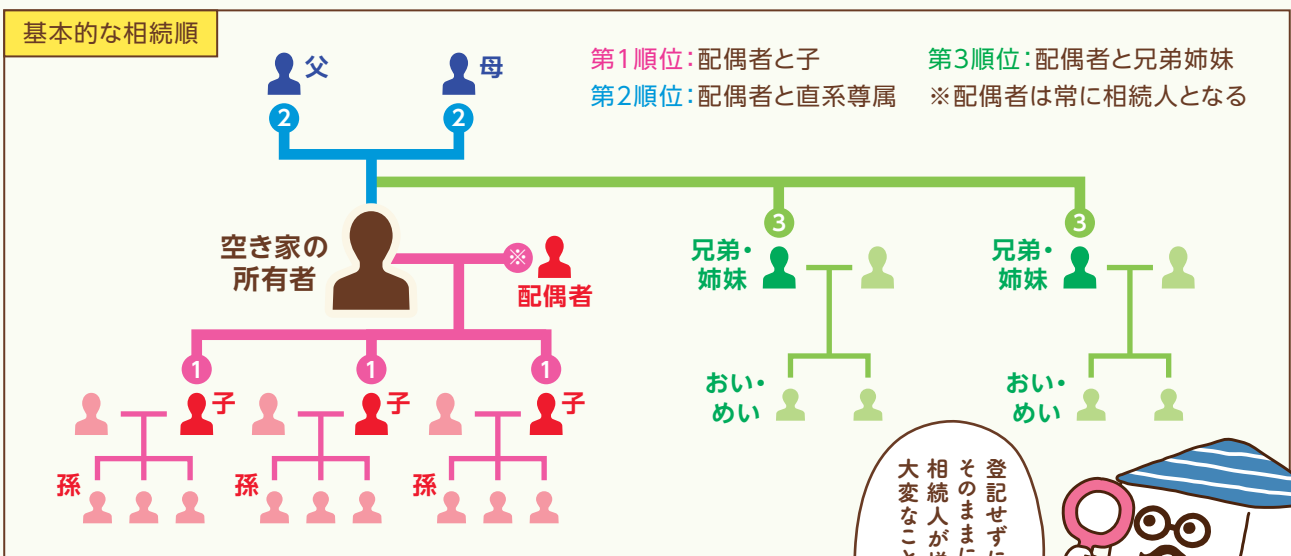 基本的な相続順
第1順位：配偶者と子
第2順位：配偶者と直系尊属
第3順位：配偶者と兄弟姉妹
※配偶者は常に相続人となる
父
母
2
2
空き家の
所有者
※
配偶者
3
兄弟・
姉妹
3
兄弟・
姉妹
1
子
1
子
1
子
おい・
めい
おい・
めい
孫
孫
孫
登記せずに
そのままに
相続人が
大変なこと